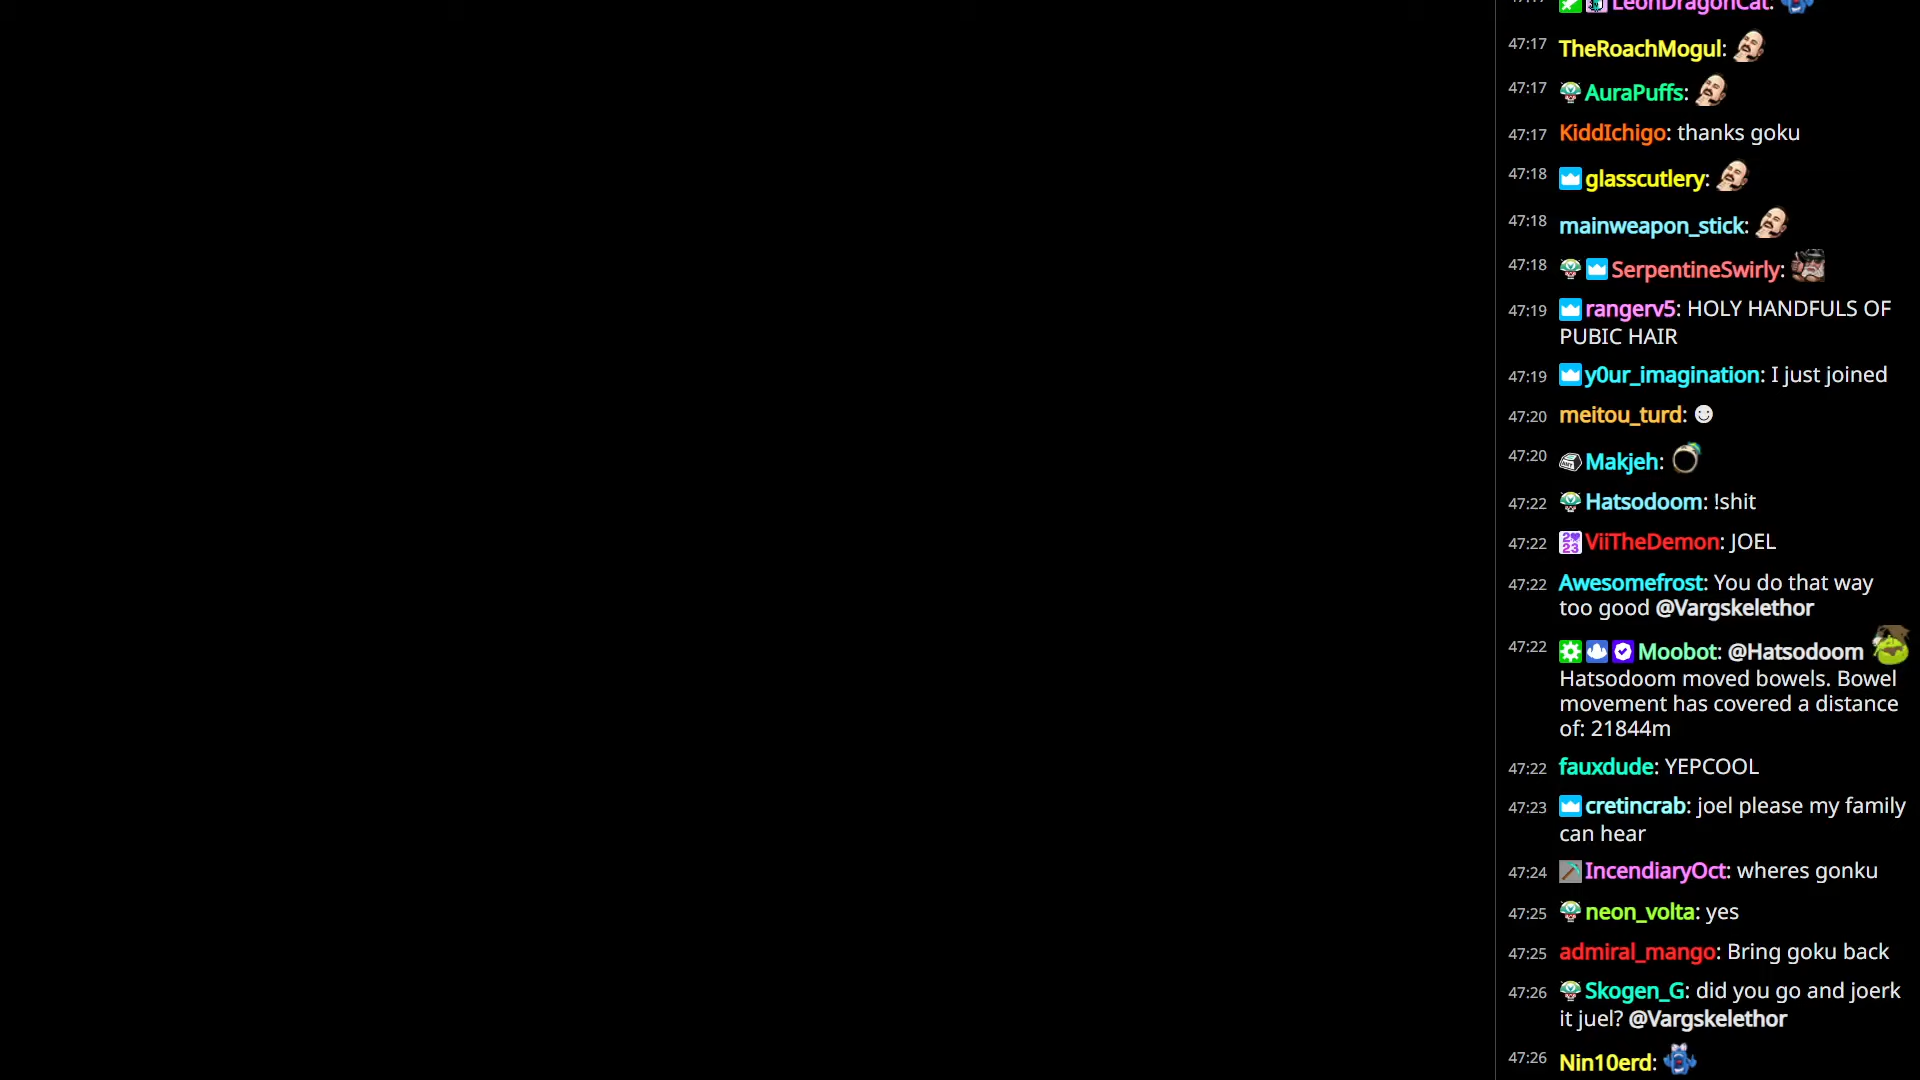 47:17 LeonDragonCat:
47:17 TheRoachMogul:
47:17 AuraPuffs:
47:17 KiddIchigo: thanks goku
47:18 glasscutlery:
47:18 mainweapon_stick:
47:18 SerpentineSwirly:
47:19 rangerv5: HOLY HANDFULS OF
PUBIC HAIR
47:19 y0ur_imagination: I just joined
47:20 meitou_turd:
47:20 Makjeh:
47:22 Hatsodoom: !shit
47:22 ViiTheDemon: JOEL
47:22 Awesomefrost: You do that way
too good @Vargskelethor
47:22 Moobot: @Hatsodoom
Hatsodoom moved bowels. Bowel
movement has covered a distance
of: 21844m
47:22 fauxdude: YEPCOOL
47:23 cretincrab: joel please my family
can hear
47:24 IncendiaryOct: wheres gonku
47:25 neon_volta: yes
47:25 admiral_mango: Bring goku back
47:26 Skogen_G: did you go and joerk
it juel? @Vargskelethor
47:26 Nin10erd: